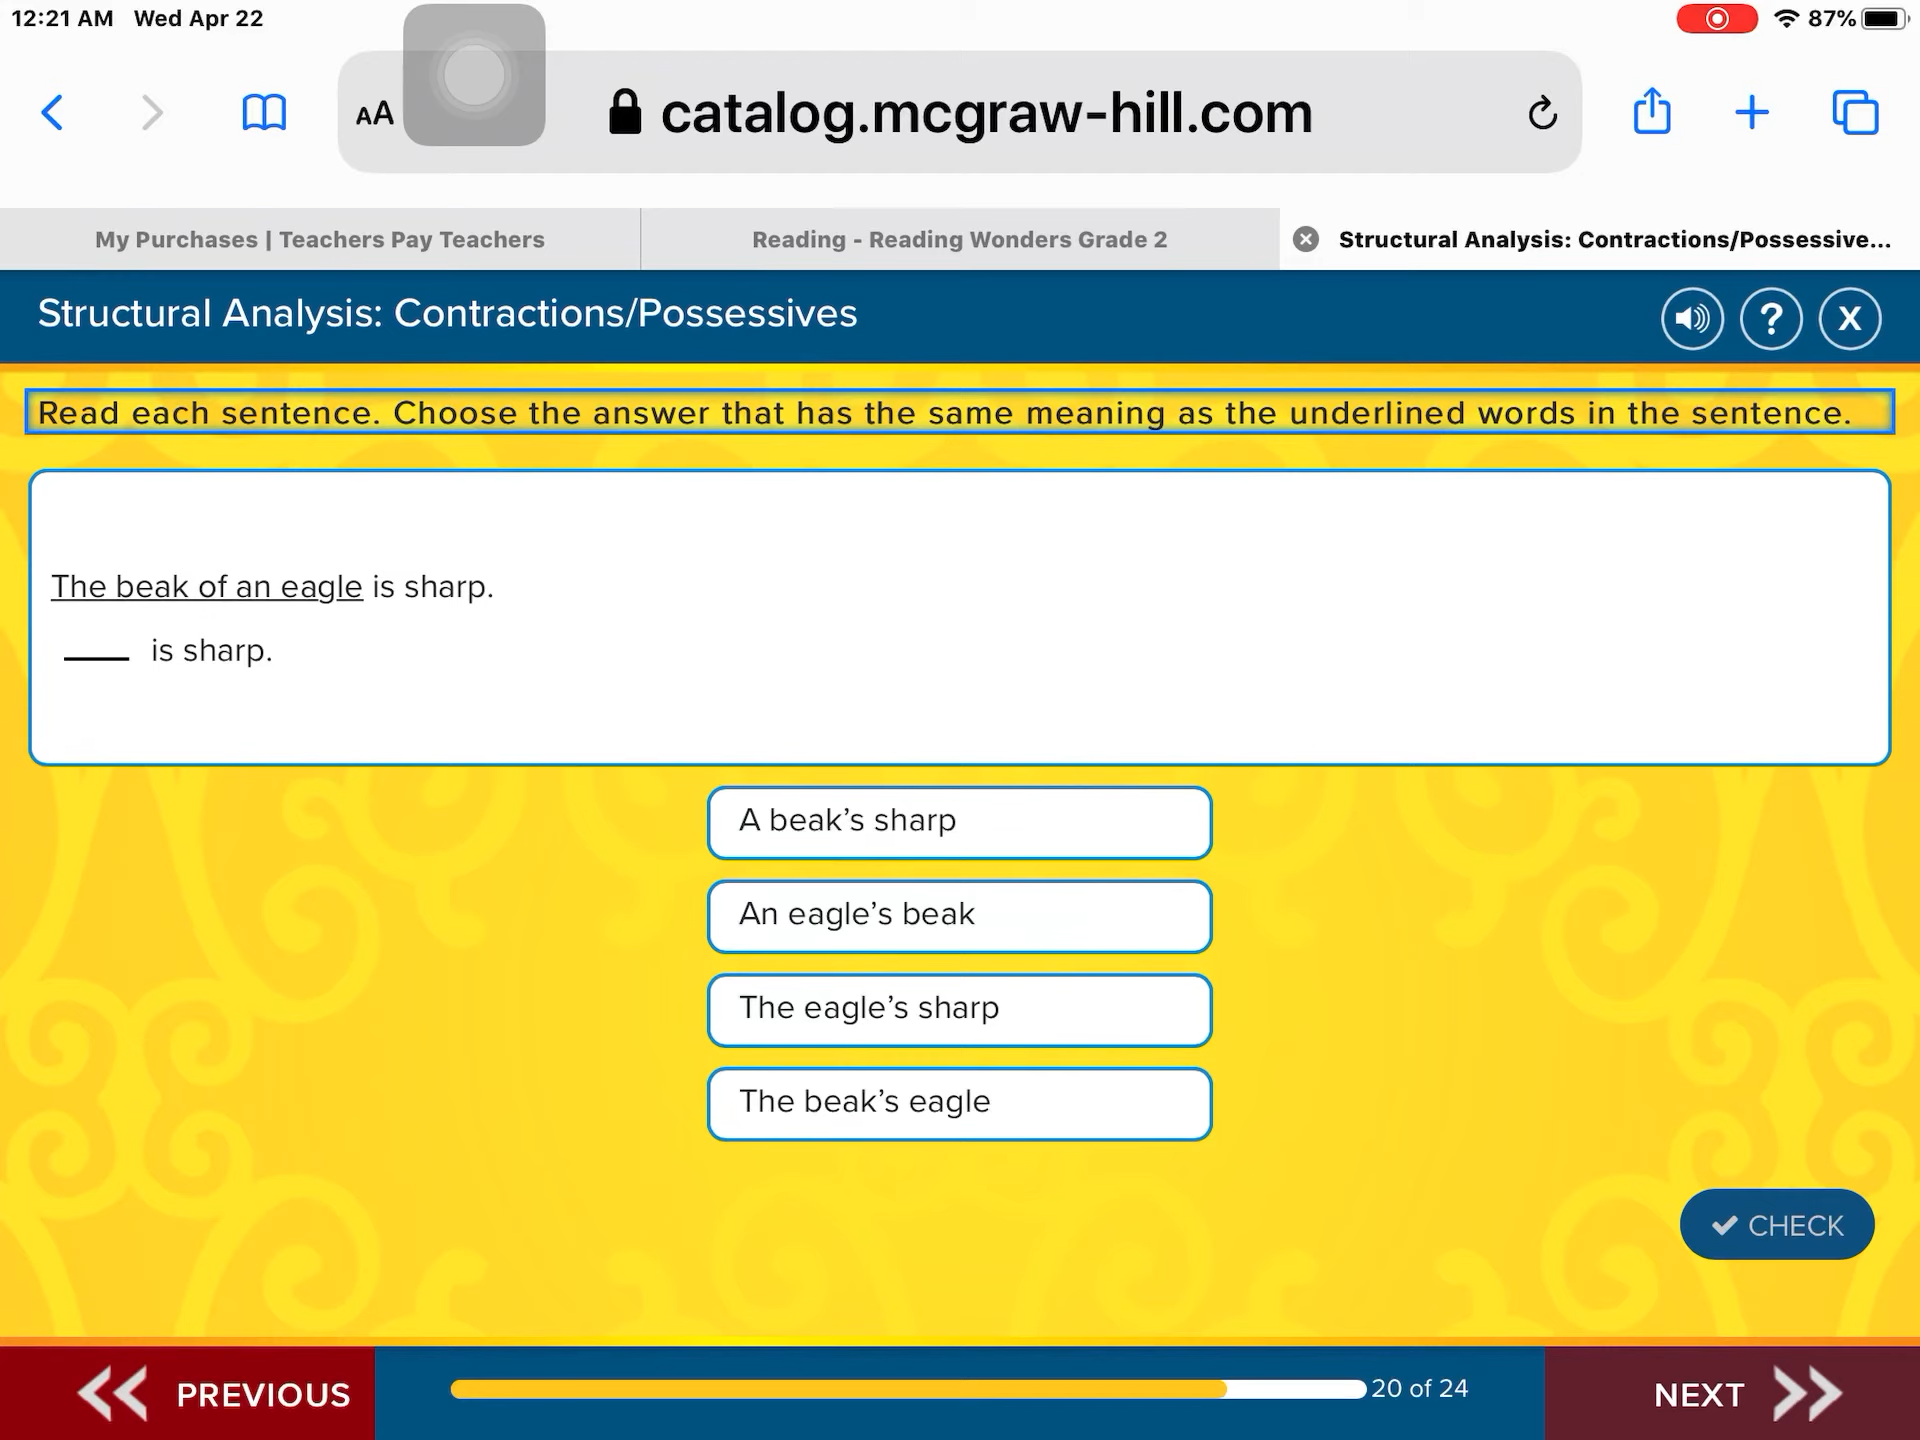 12:21 AM Wed Apr 22
87%
AA
catalog.mcgraw-hill.com
My Purchases | Teachers Pay Teachers
Reading - Reading Wonders Grade 2
Structural Analysis: Contractions/Possessive...
Structural Analysis: Contractions/Possessives
?
X
Read each sentence. Choose the answer that has the same meaning as the underlined words in the sentence.
The beak of an eagle is sharp.
____ is sharp.
A beak’s sharp
An eagle’s beak
The eagle’s sharp
The beak’s eagle
CHECK
PREVIOUS
20 of 24
NEXT